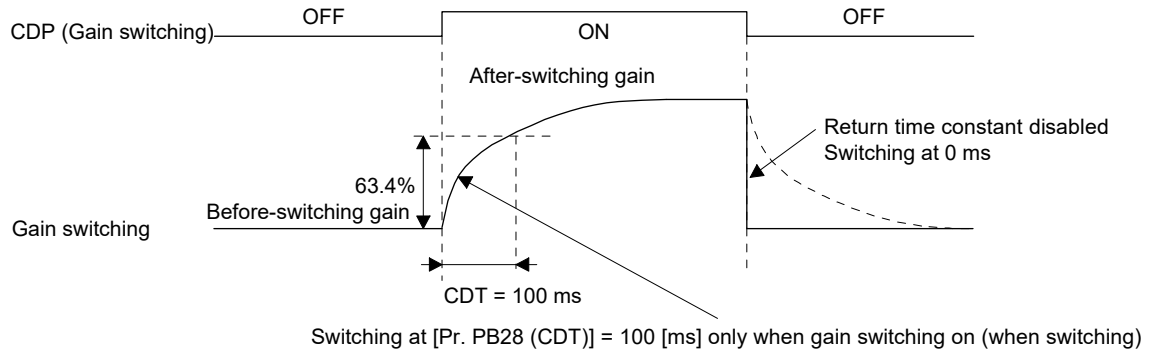 OFF
OFF
CDP (Gain switching)
ON
After-switching gain
Return time constant disabled
Switching at 0 ms
63.4%
Before-switching gain
Gain switching
CDT = 100 ms
Switching at [Pr. PB28 (CDT)] = 100 [ms] only when gain switching on (when switching)